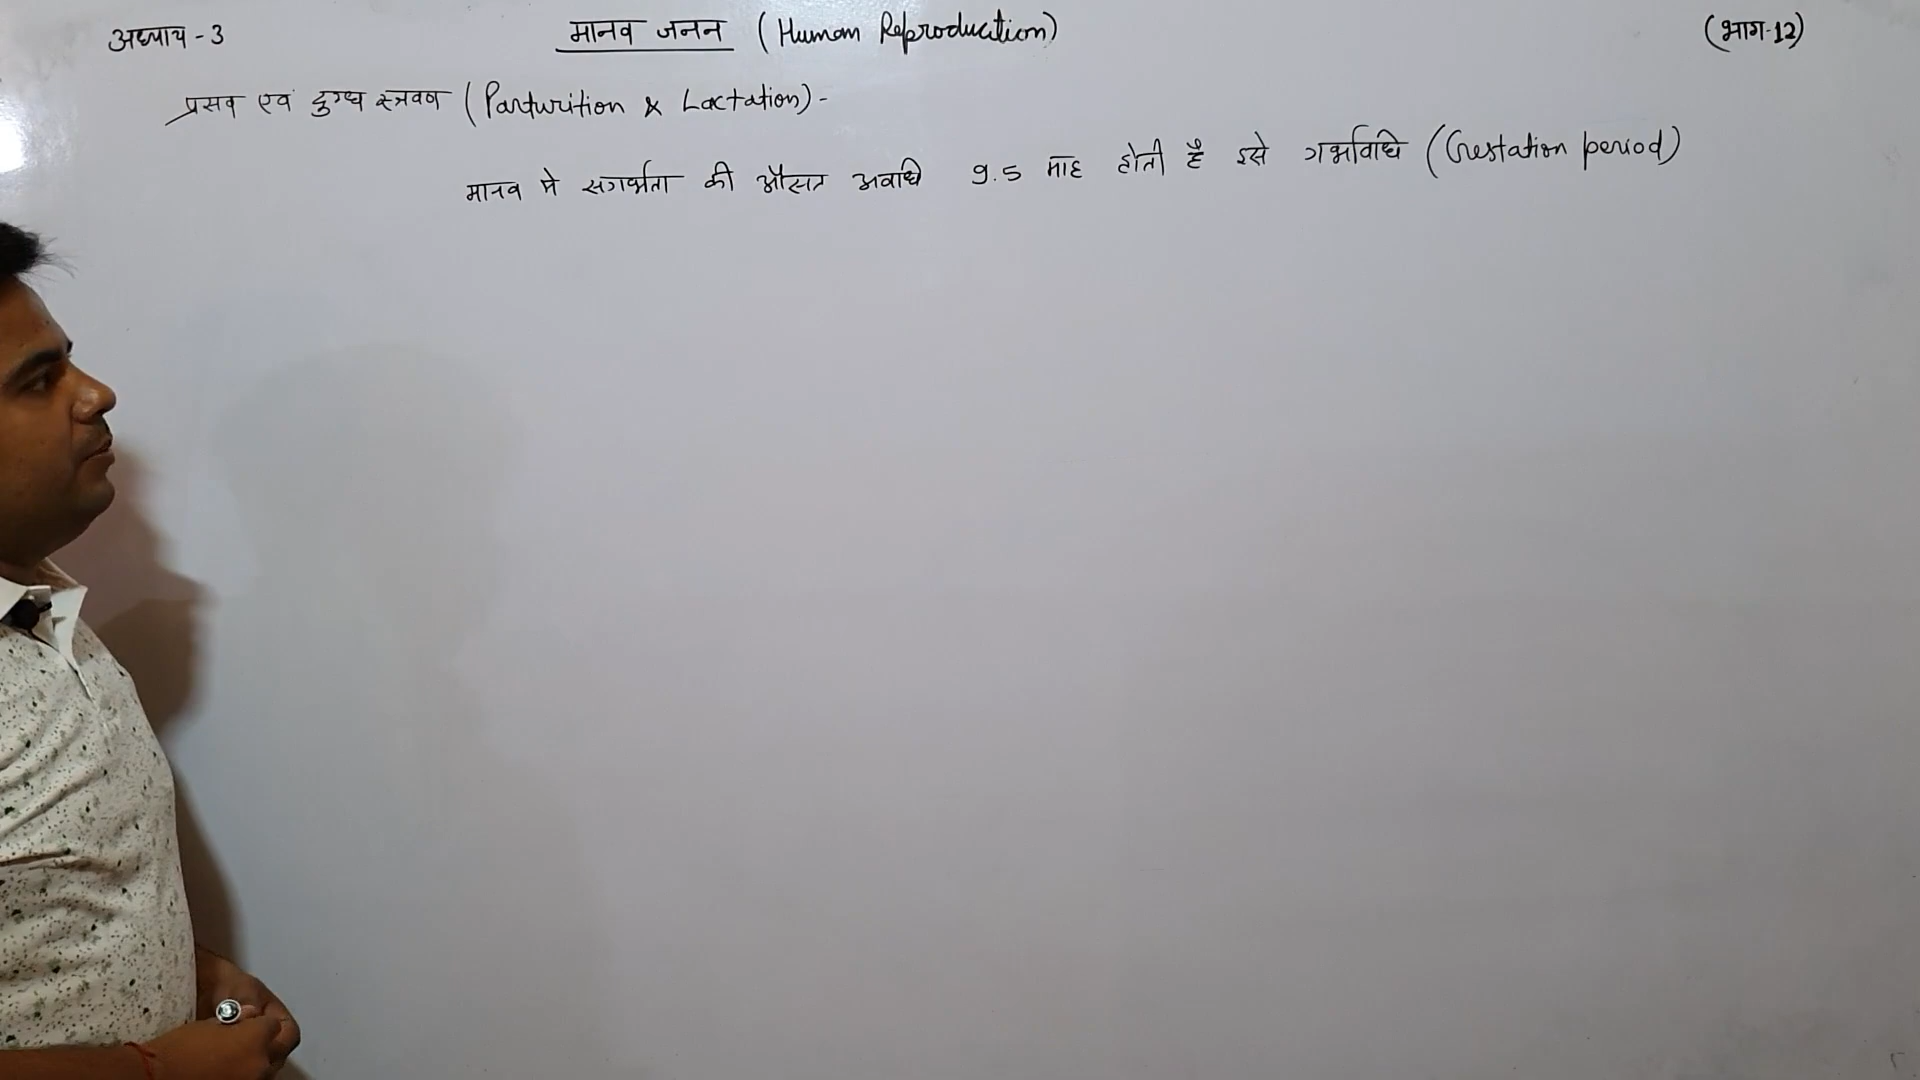 अध्याय - 3 मानव जनन (Human Reproduction) (भाग-12)
प्रसव एवं दुग्ध स्त्रवण (Parturition & Lactation) -
मानव मे सगर्भता की औसत अवधि 9.5 माह होती है इसे गर्भावधि (Gestation period)